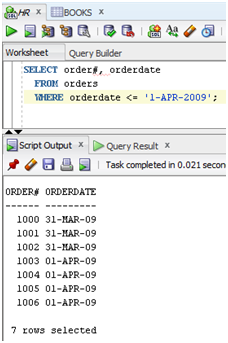 HR × BOOKS ×
SQL
Worksheet Query Builder
SELECT order#, orderdate
FROM orders
WHERE orderdate <= '1-APR-2009';
Script Output × Query Result ×
Task completed in 0.021 secon
ORDER# ORDERDATE
------ ---------
1000 31-MAR-09
1001 31-MAR-09
1002 31-MAR-09
1003 01-APR-09
1004 01-APR-09
1005 01-APR-09
1006 01-APR-09
7 rows selected